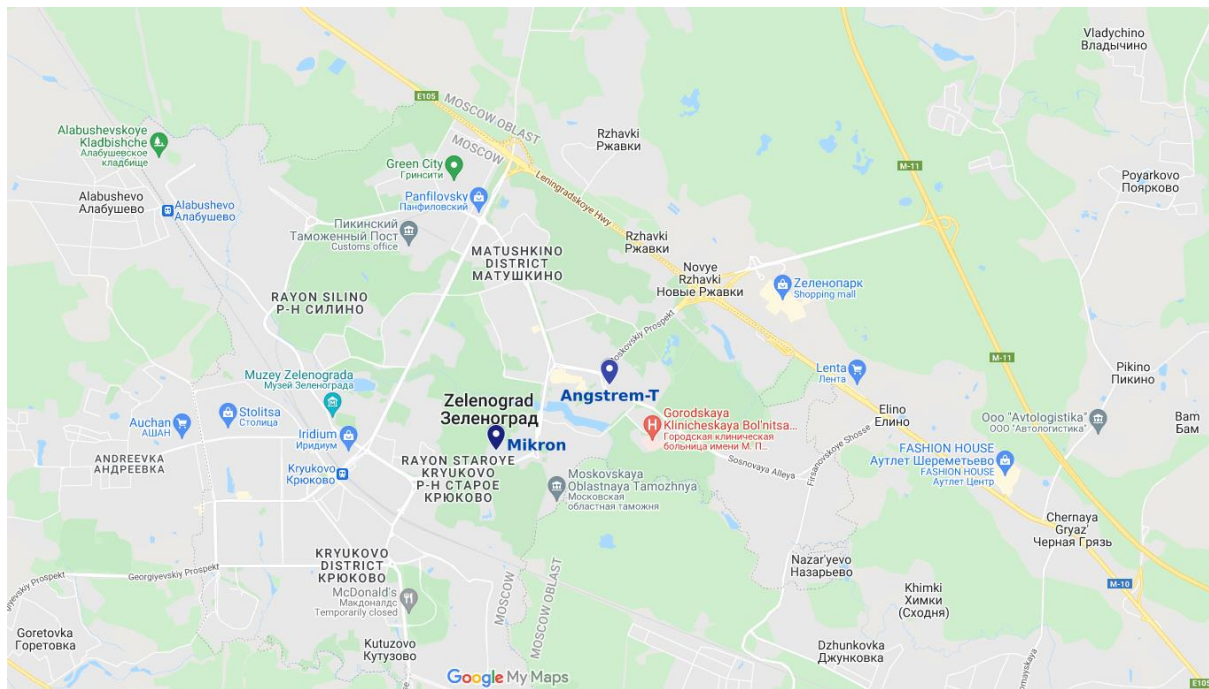 Vladychino
Владычино
E105
MOSCOW OBLAST
MOSCOW
Alabushevskoye
Kladbishche
Алабушевское
кладбище
Rzhavki
Ржавки
Green City
Гринсити
M-11
Leningradskoye Hwy
Poyarkovo
Поярково
Alabushevo
Алабушево
Alabushevo
Алабушево
Panfilovsky
Панфиловский
Пикинский
Таможенный Пост
Customs office
Rzhavki
Ржавки
MATUSHKINO
DISTRICT
МАТУШКИНО
Novye
Rzhavki
Новые Ржавки
Зеленопарк
Shopping mall
RAYON SILINO
Р-Н СИЛИНО
Moskovskiy Prospekt
M-11
Muzey Zelenograda
Музей Зеленограда
Angstrem-T
Lenta
Лента
Pikino
Пикино
Zelenograd
Зеленоград
Mikron
Auchan
АШАН
Stolitsa
Столица
Iridium
Иридиум
Gorodskaya
Klinicheskaya Bol'nitsa...
Городская клиническая
больница имени М. П...
Elino
Елино
Ооо "Avtologistika"
ООО "Автологистика"
Bam
Бам
ANDREEVKA
АНДРЕЕВКА
Kryukovo
Крюково
RAYON STAROYE
KRYUKOVO
Р-Н СТАРОЕ
КРЮКОВО
Sosnovaya Alleya
Firsanovskoye Shosse
FASHION HOUSE
Аутлет Шереметьево
FASHION HOUSE
Аутлет Центр
Moskovskaya
Oblastnaya Tamozhnya
Московская
областная таможня
Chernaya
Gryaz'
Черная Грязь
KRYUKOVO
DISTRICT
КРЮКОВО
Georgiyevskiy Prospekt
Nazar'yevo
Назарьево
M-10
McDonald's
Макдоналдс
Temporarily closed
MOSCOW
MOSCOW OBLAST
Khimki
Химки
(Сходня)
Goretovka
Горетовка
Kutuzovo
Кутузово
Dzhunkovka
Джунковка
Google My Maps
E105